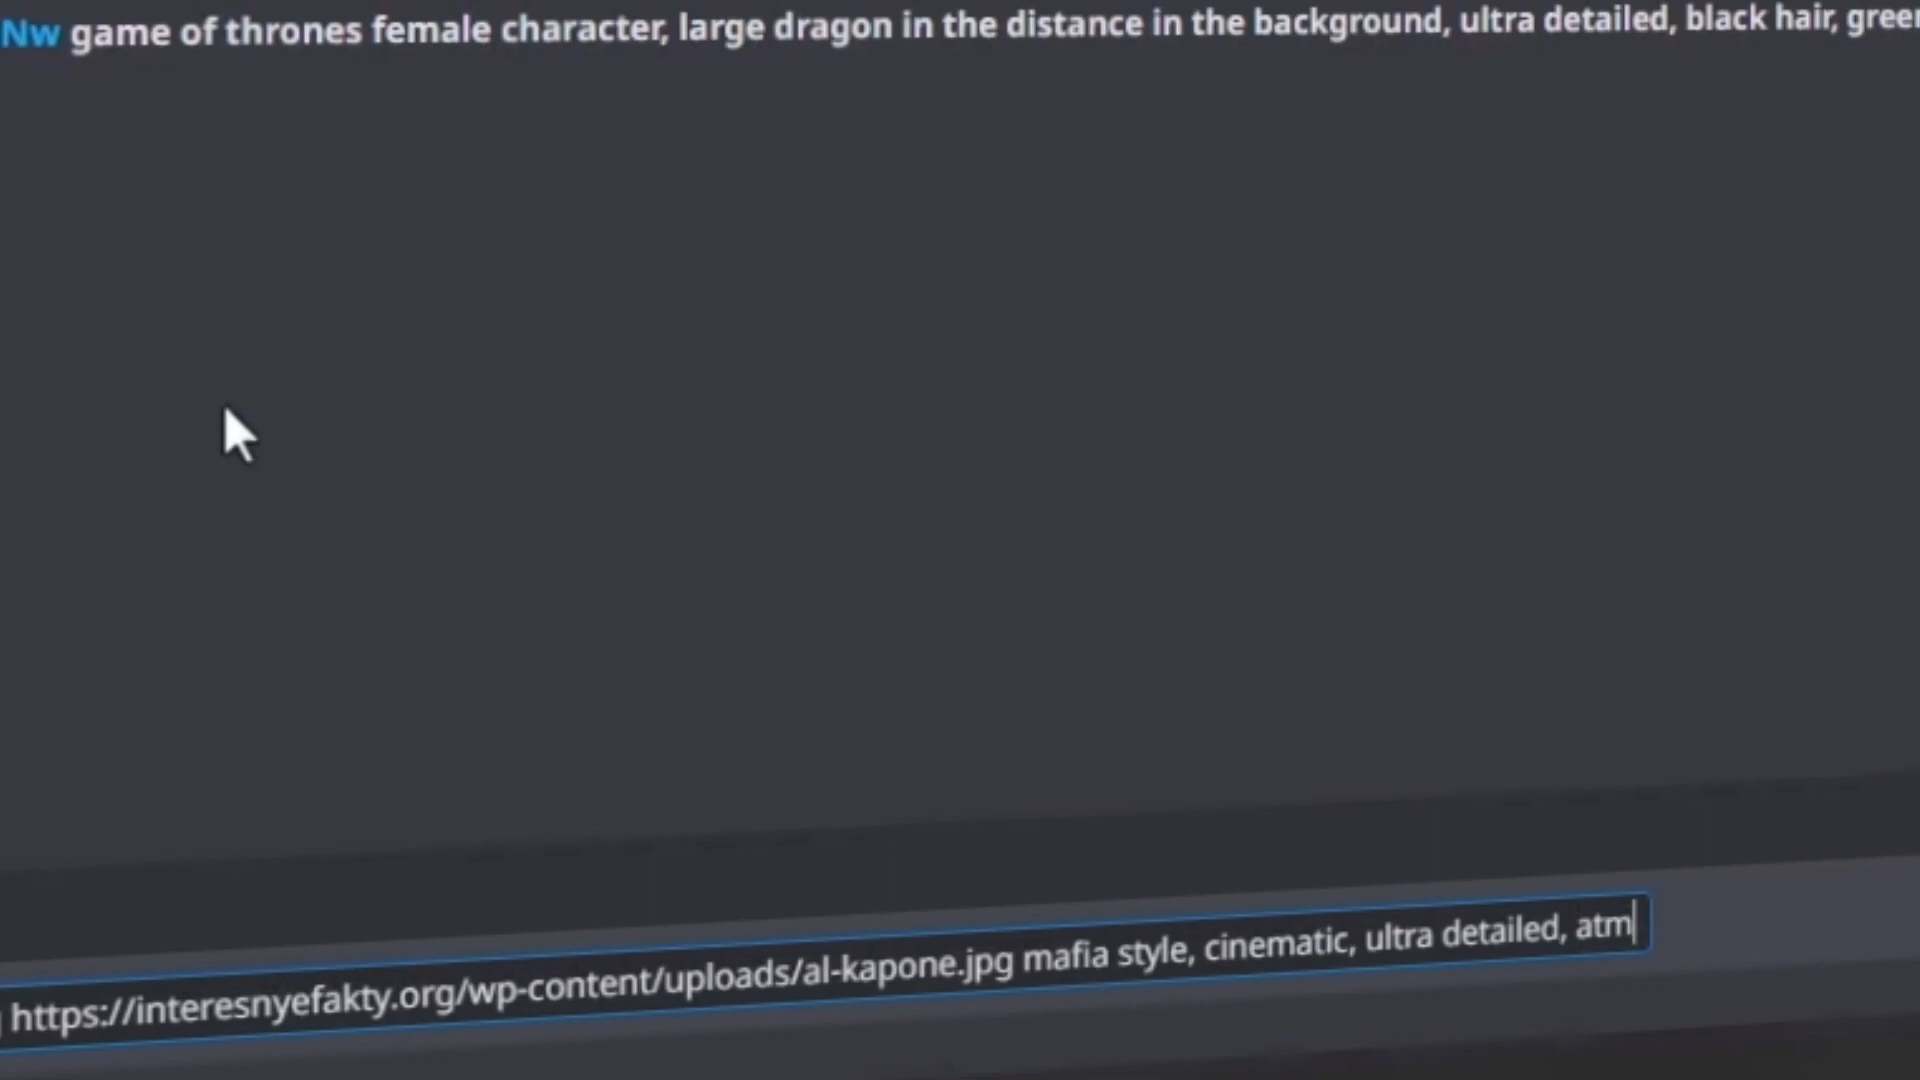 Nw game of thrones female character, large dragon in the distance in the background, ultra detailed, black hair, green
https://interesnyefakty.org/wp-content/uploads/al-kapone.jpg mafia style, cinematic, ultra detailed, atm